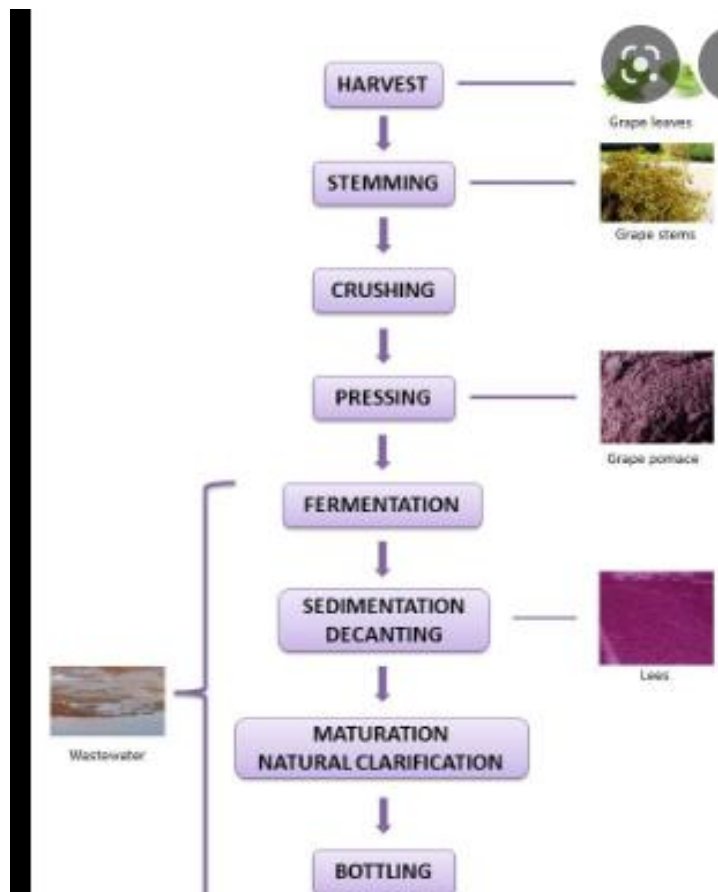 HARVEST
Grape leaves
STEMMING
Grape stems
CRUSHING
PRESSING
Grape pomace
FERMENTATION
SEDIMENTATION
DECANTING
Lees
Wastewater
MATURATION
NATURAL CLARIFICATION
BOTTLING